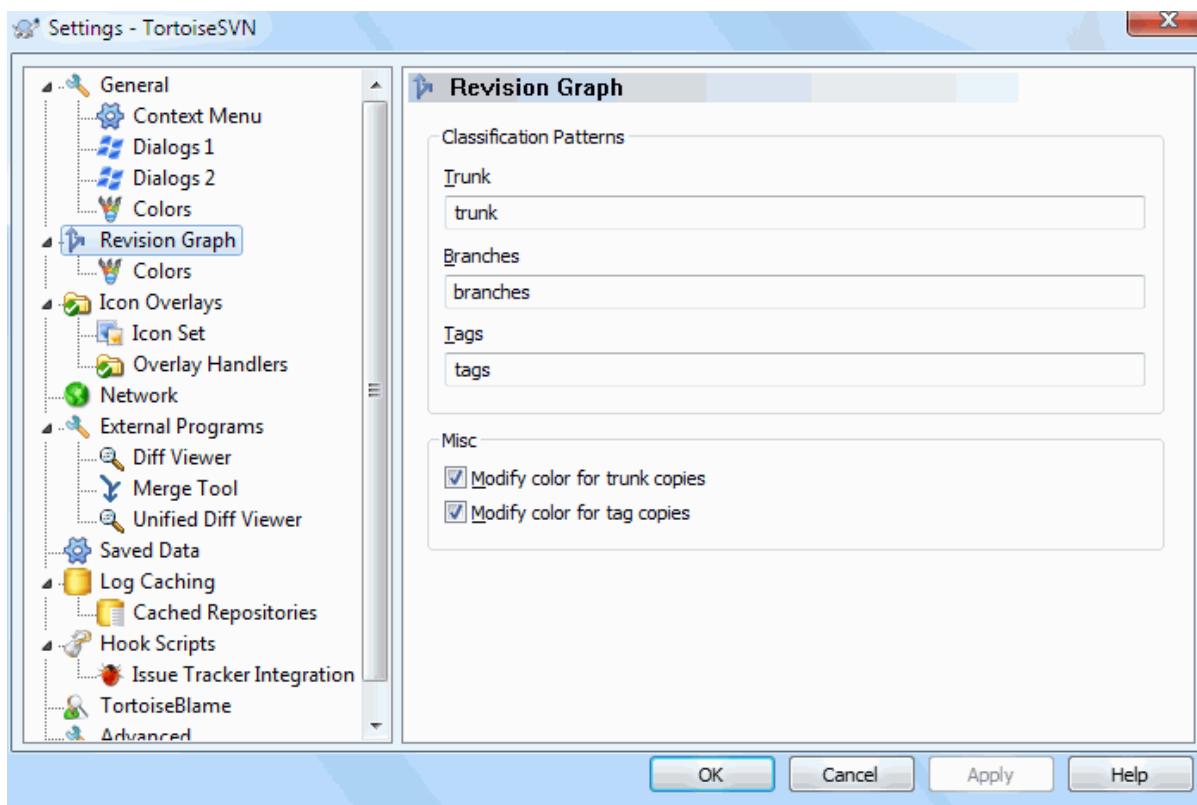 Settings - TortoiseSVN
General
Context Menu
Dialogs 1
Dialogs 2
Colors
Revision Graph
Colors
Icon Overlays
Icon Set
Overlay Handlers
Network
External Programs
Diff Viewer
Merge Tool
Unified Diff Viewer
Saved Data
Log Caching
Cached Repositories
Hook Scripts
Issue Tracker Integration
TortoiseBlame
Advanced
Revision Graph
Classification Patterns
Trunk
trunk
Branches
branches
Tags
tags
Misc
Modify color for trunk copies
Modify color for tag copies
OK
Cancel
Apply
Help